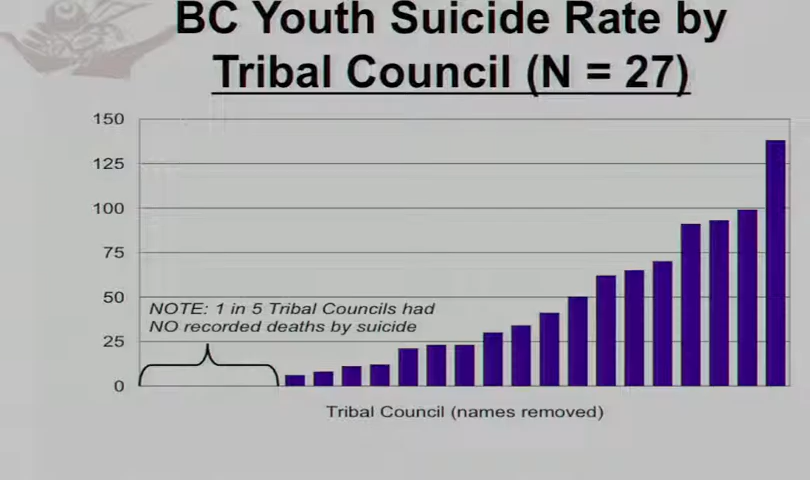 BC Youth Suicide Rate by
Tribal Council (N = 27)
150
125
100
75
50
25
0
NOTE: 1 in 5 Tribal Councils had
NO recorded deaths by suicide
Tribal Council (names removed)